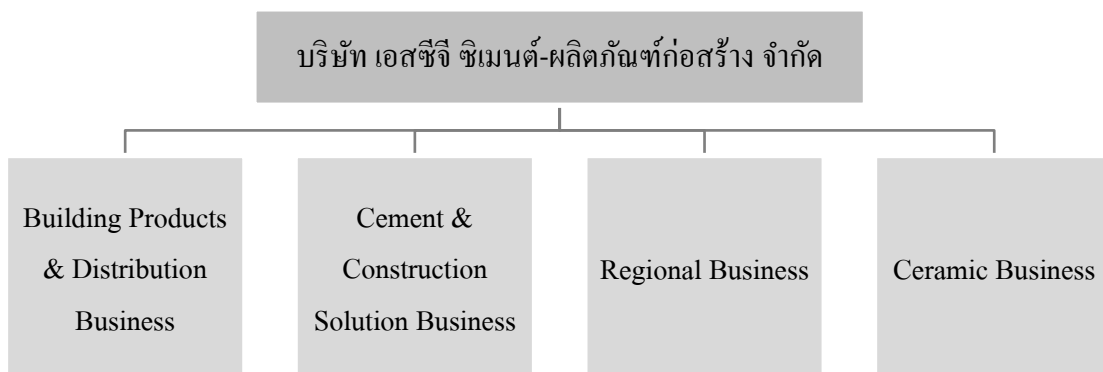 บริษัท เอสซีจี ซิเมนต์-ผลิตภัณฑ์ก่อสร้าง จำกัด
Building Products
& Distribution
Business
Cement &
Construction
Solution Business
Regional Business
Ceramic Business